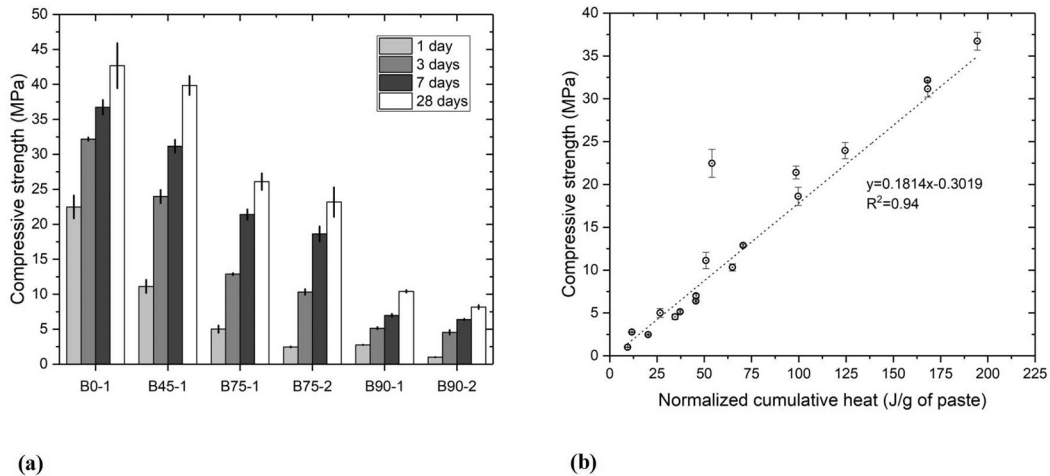 50
45
40
35
30
25
20
15
10
5
0
Compressive strength (MPa)
1 day
3 days
7 days
28 days
B0-1 B45-1 B75-1 B75-2 B90-1 B90-2
(a)
40
35
30
25
20
15
10
5
0
Compressive strength (MPa)
y=0.1814x-0.3019
R²=0.94
0 25 50 75 100 125 150 175 200 225
Normalized cumulative heat (J/g of paste)
(b)